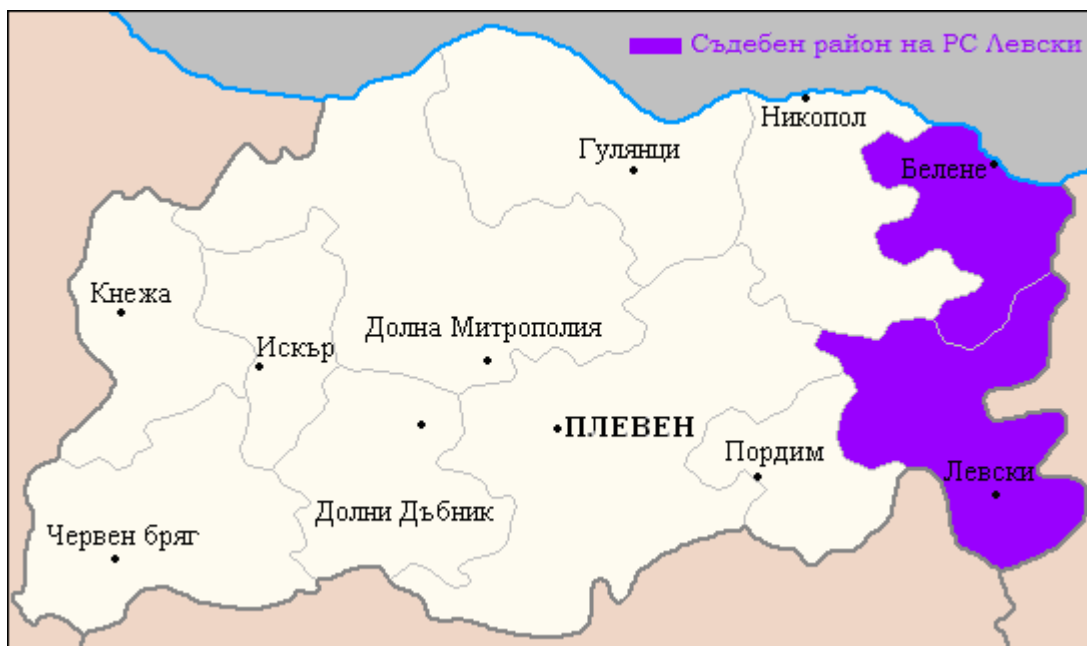 Съдебен район на РС Левски
Никопол
Гулянци
Белене
Кнежа
Долна Митрополия
Искър
ПЛЕВЕН
Пордим
Левски
Долни Дъбник
Червен бряг